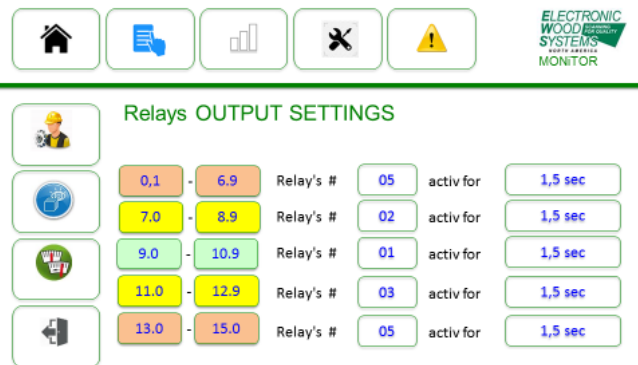 ELECTRONIC
WOOD SCANNING FOR QUALITY
SYSTEMS
NORTH AMERICA
MONiTOR
Relays OUTPUT SETTINGS
0,1 - 6.9 Relay's # 05 activ for 1,5 sec
7.0 - 8.9 Relay's # 02 activ for 1,5 sec
9.0 - 10.9 Relay's # 01 activ for 1,5 sec
11.0 - 12.9 Relay's # 03 activ for 1,5 sec
13.0 - 15.0 Relay's # 05 activ for 1,5 sec